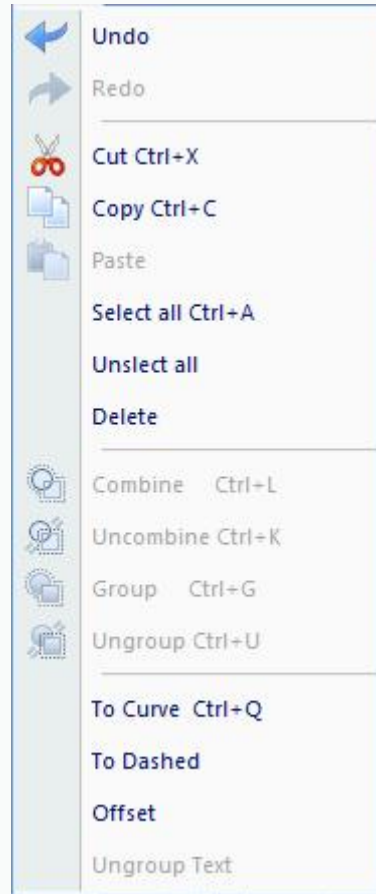 Undo
Redo
Cut Ctrl+X
Copy Ctrl+C
Paste
Select all Ctrl+A
Unslect all
Delete
Combine Ctrl+L
Uncombine Ctrl+K
Group Ctrl+G
Ungroup Ctrl+U
To Curve Ctrl+Q
To Dashed
Offset
Ungroup Text